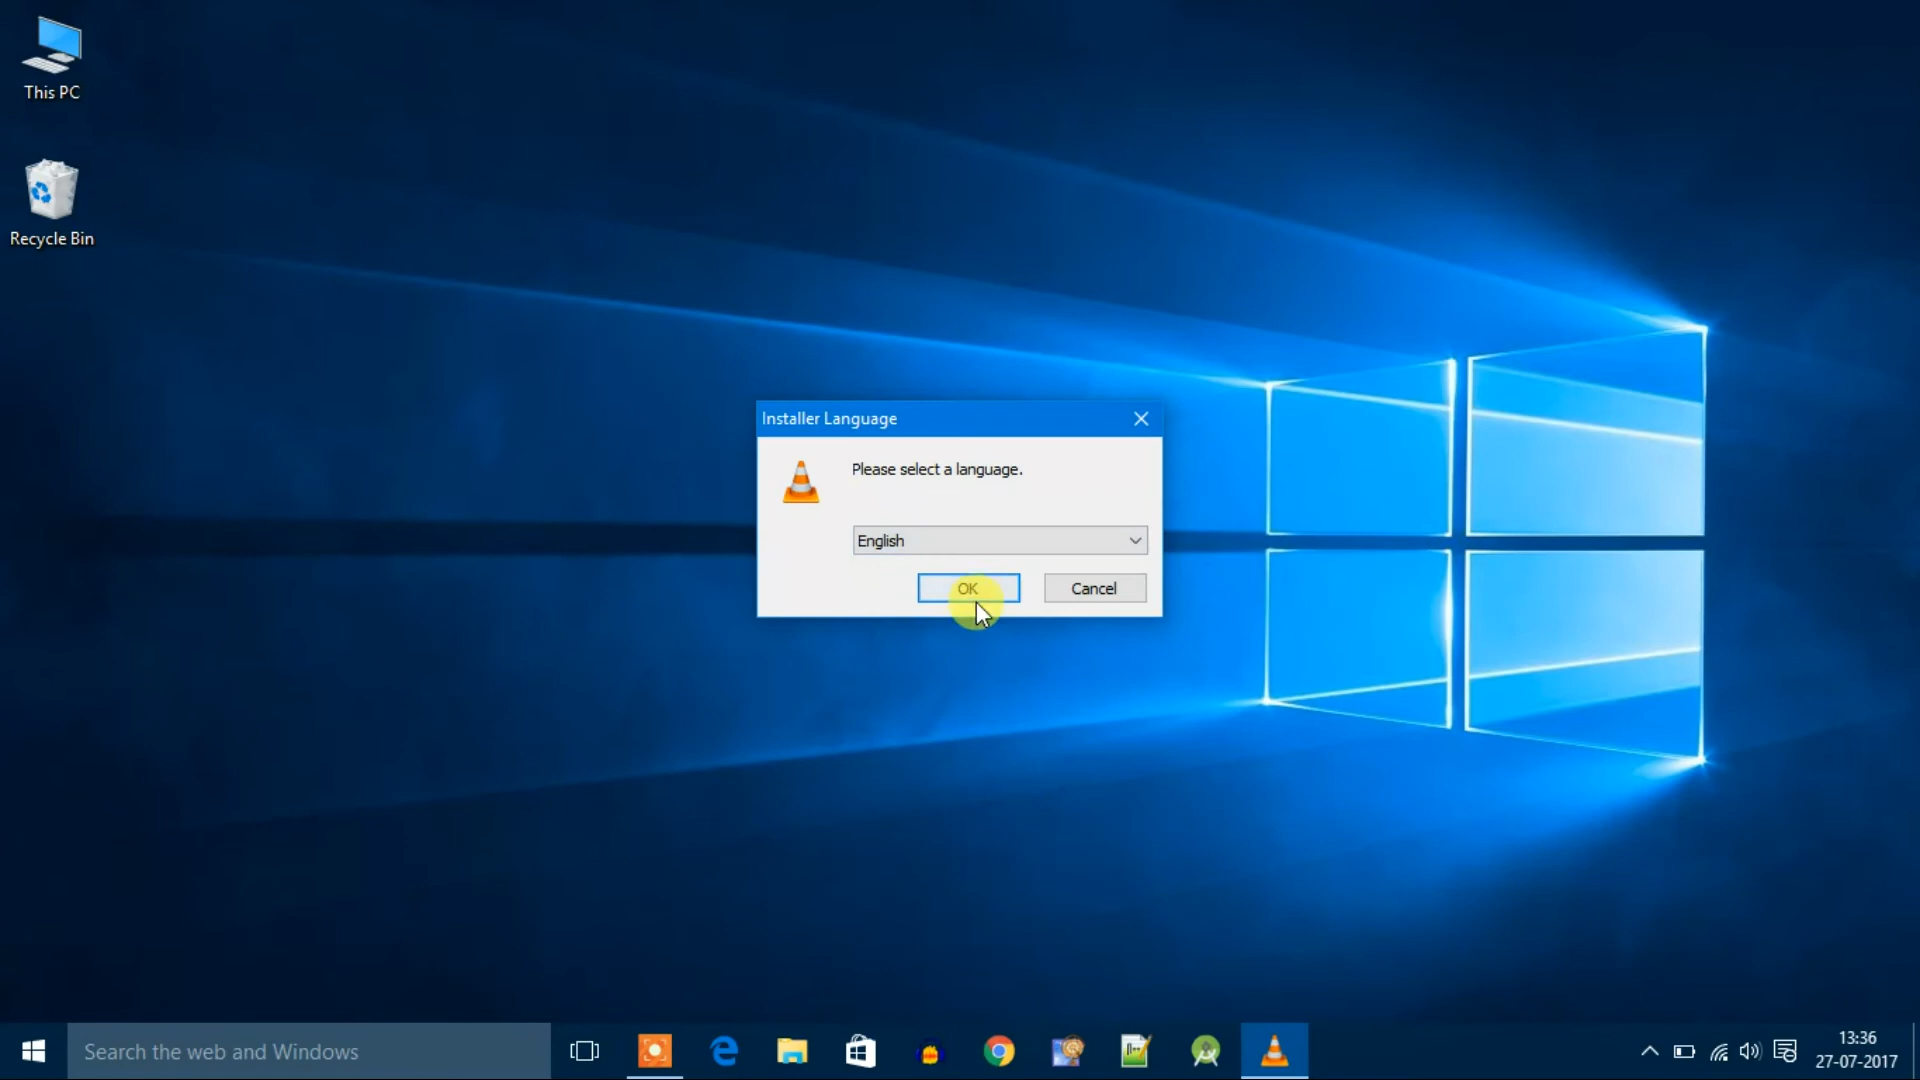 This PC
Recycle Bin
Installer Language
Please select a language.
English
OK
Cancel
Search the web and Windows
13:36
27-07-2017